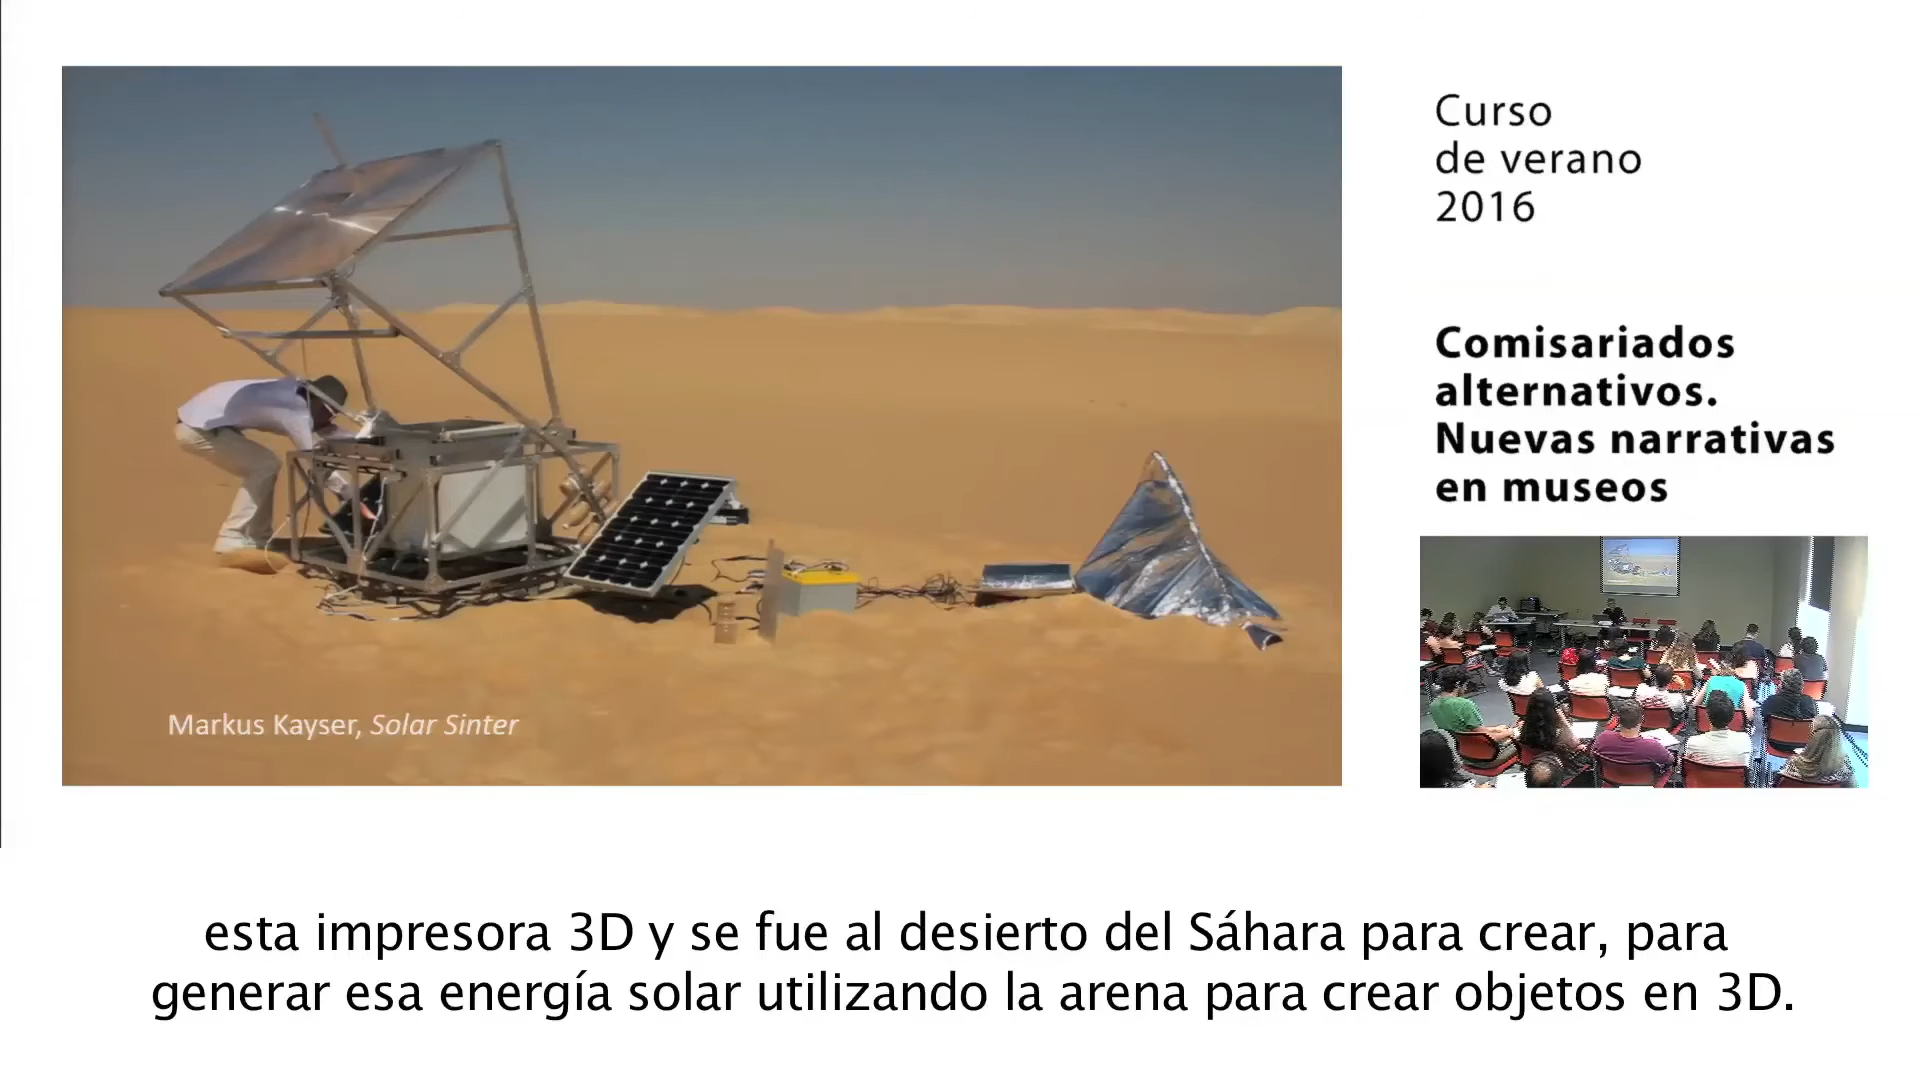 Curso
de verano
2016
Comisariados
alternativos.
Nuevas narrativas
en museos
Markus Kayser, Solar Sinter
esta impresora 3D y se fue al desierto del Sáhara para crear, para
generar esa energía solar utilizando la arena para crear objetos en 3D.